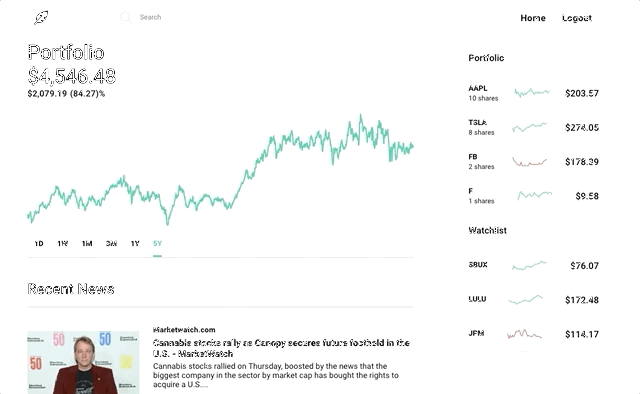 Search
Home Logout
Portfolio
$4,546.48
$2,079.19 (84.27)%
1D 1W 1M 3M 1Y 5Y
Recent News
Marketwatch.com
Cannabis stocks rally as Canopy secures future foothold in the
U.S. - MarketWatch
Cannabis stocks rallied on Thursday, boosted by the news that the
biggest company in the sector by market cap has bought the rights to
acquire a U.S....
50
50
50
Portfolio
AAPL $203.57
10 shares
TSLA $274.05
8 shares
FB $178.39
2 shares
F $9.58
1 shares
Watchlist
SBUX $76.07
LULU $172.48
JPM $114.17